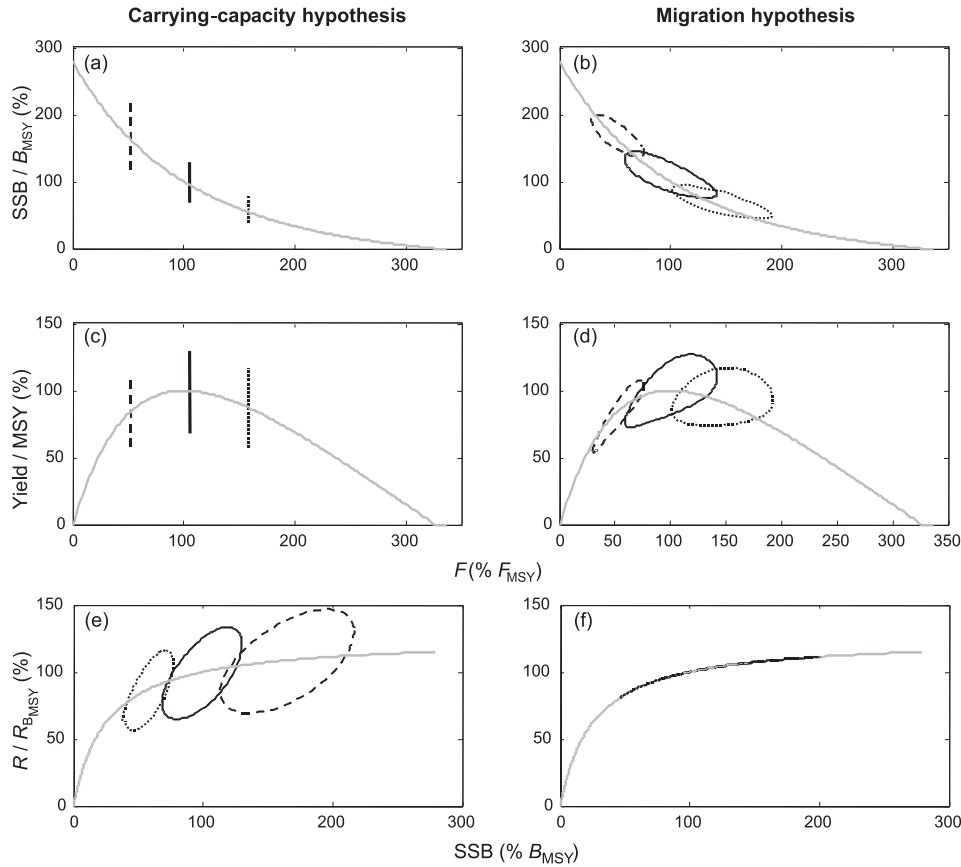 Carrying-capacity hypothesis
Migration hypothesis
(a)
SSB / BMSY (%)
300
200
100
0
0 100 200 300
(b)
300
200
100
0
0 100 200 300
(c)
Yield / MSY (%)
150
100
50
0
0 100 200 300
(d)
150
100
50
0
0 50 100 150 200 250 300 350
F (% FMSY)
(e)
R / RBMSY (%)
150
100
50
0
0 100 200 300
(f)
150
100
50
0
0 100 200 300
SSB (% BMSY)